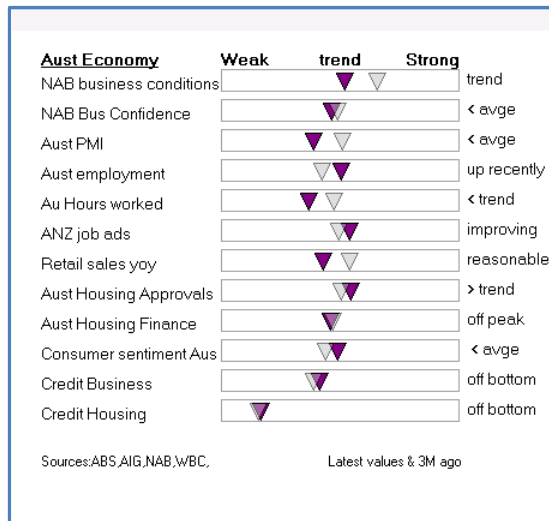 Aust Economy Weak trend Strong
NAB business conditions trend
NAB Bus Confidence < avge
Aust PMI < avge
Aust employment up recently
Au Hours worked < trend
ANZ job ads improving
Retail sales yoy reasonable
Aust Housing Approvals > trend
Aust Housing Finance off peak
Consumer sentiment Aus < avge
Credit Business off bottom
Credit Housing off bottom
Sources:ABS,AIG,NAB,WBC, Latest values & 3M ago